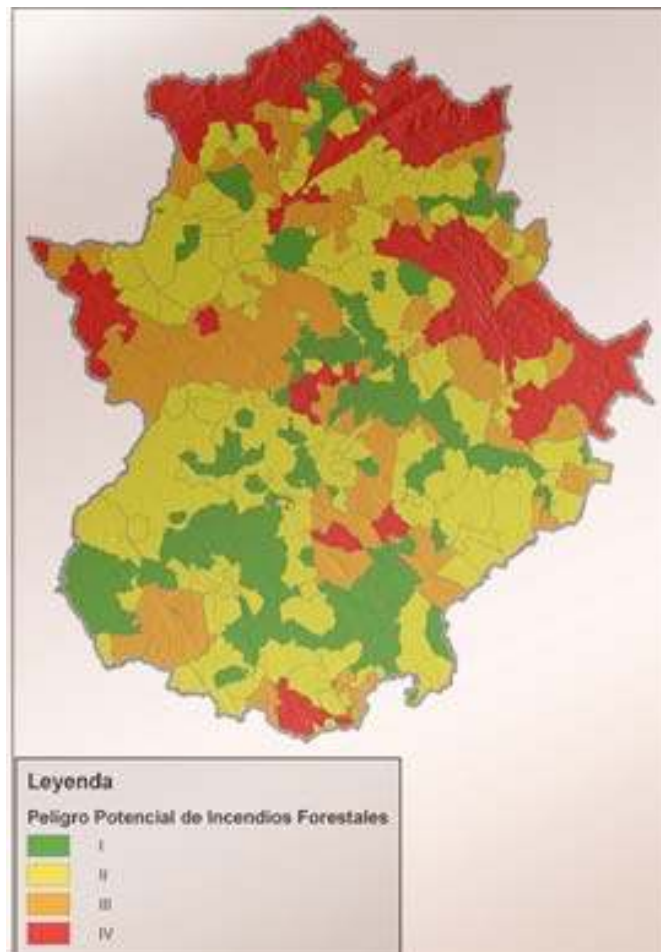 Leyenda
Peligro Potencial de Incendios Forestales
I
II
III
IV